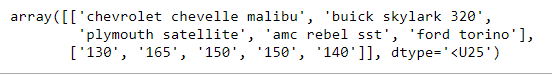 array([['chevrolet chevelle malibu', 'buick skylark 320',
'plymouth satellite', 'amc rebel sst', 'ford torino'],
['130', '165', '150', '150', '140']], dtype='<U25')